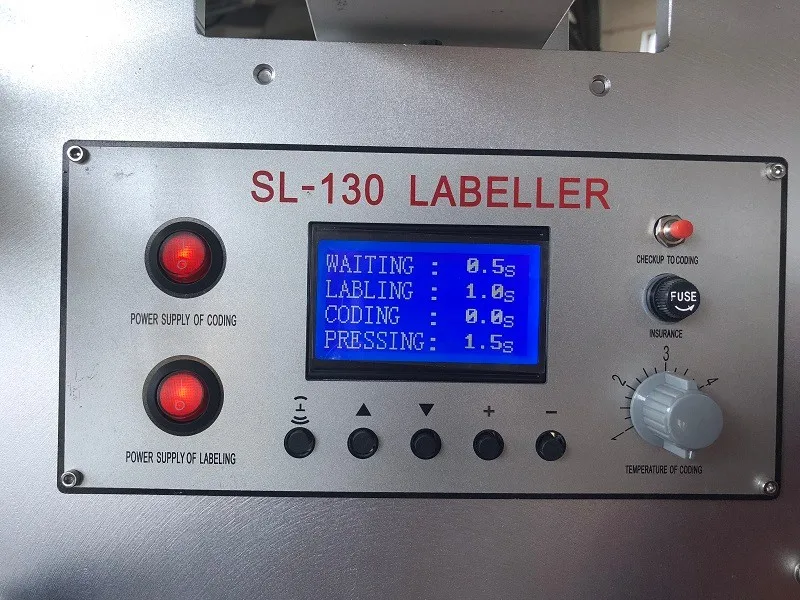 SL-130 LABELLER
WAITING : 0.5s
LABLING : 1.0s
CODING : 0.0s
PRESSING: 1.5s
POWER SUPPLY OF CODING
POWER SUPPLY OF LABELING
+
−
CHECKUP TO CODING
FUSE
INSURANCE
1
2
3
4
TEMPERATURE OF CODING